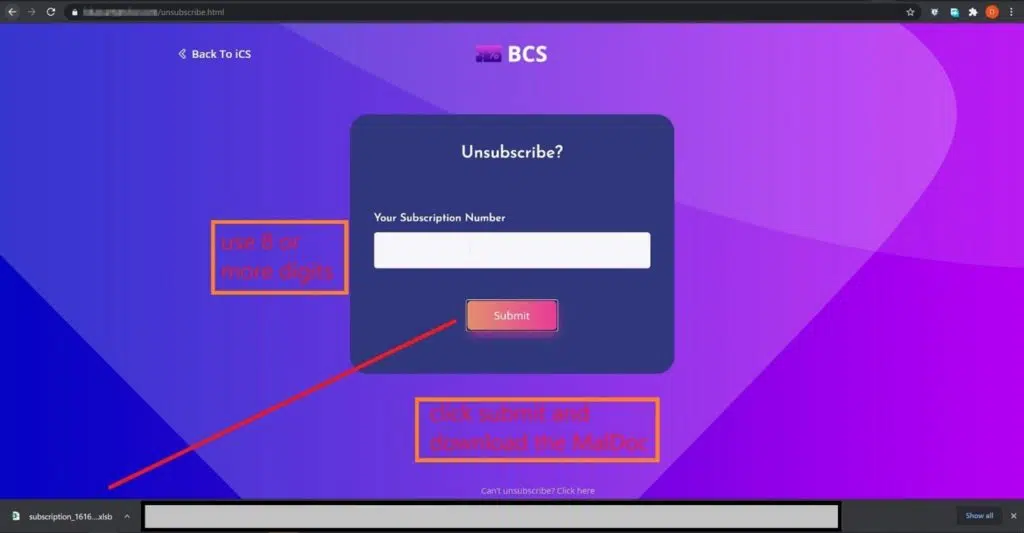 /unsubscribe.html
Back To iCS
BCS
Unsubscribe?
Your Subscription Number
use 8 or
more digits
Submit
click submit and
download the MalDoc
Can't unsubscribe? Click here
subscription_1616....xlsb
Show all